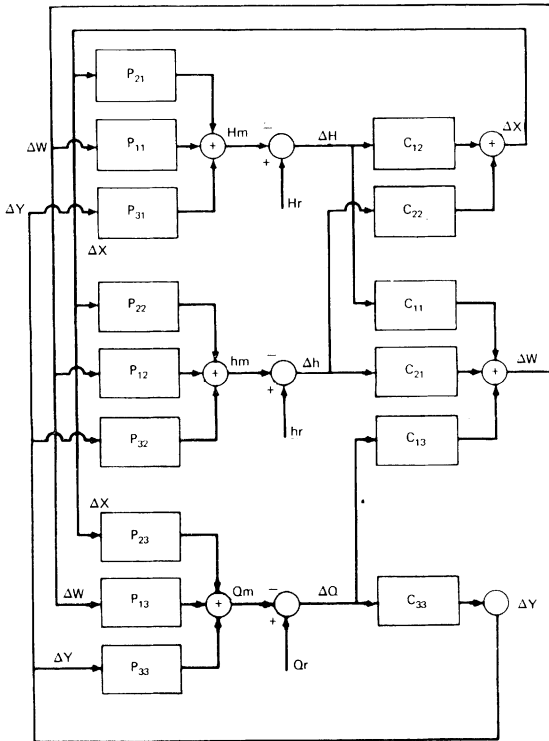 P21
Hm
−
ΔH
C12
ΔX
ΔW
P11
+
+
+
Hr
C22
ΔY
P31
ΔX
P22
C11
hm
−
Δh
C21
ΔW
P12
+
+
+
hr
C13
P32
ΔX
P23
Qm
−
ΔQ
C33
ΔY
ΔW
P13
+
+
Qr
ΔY
P33